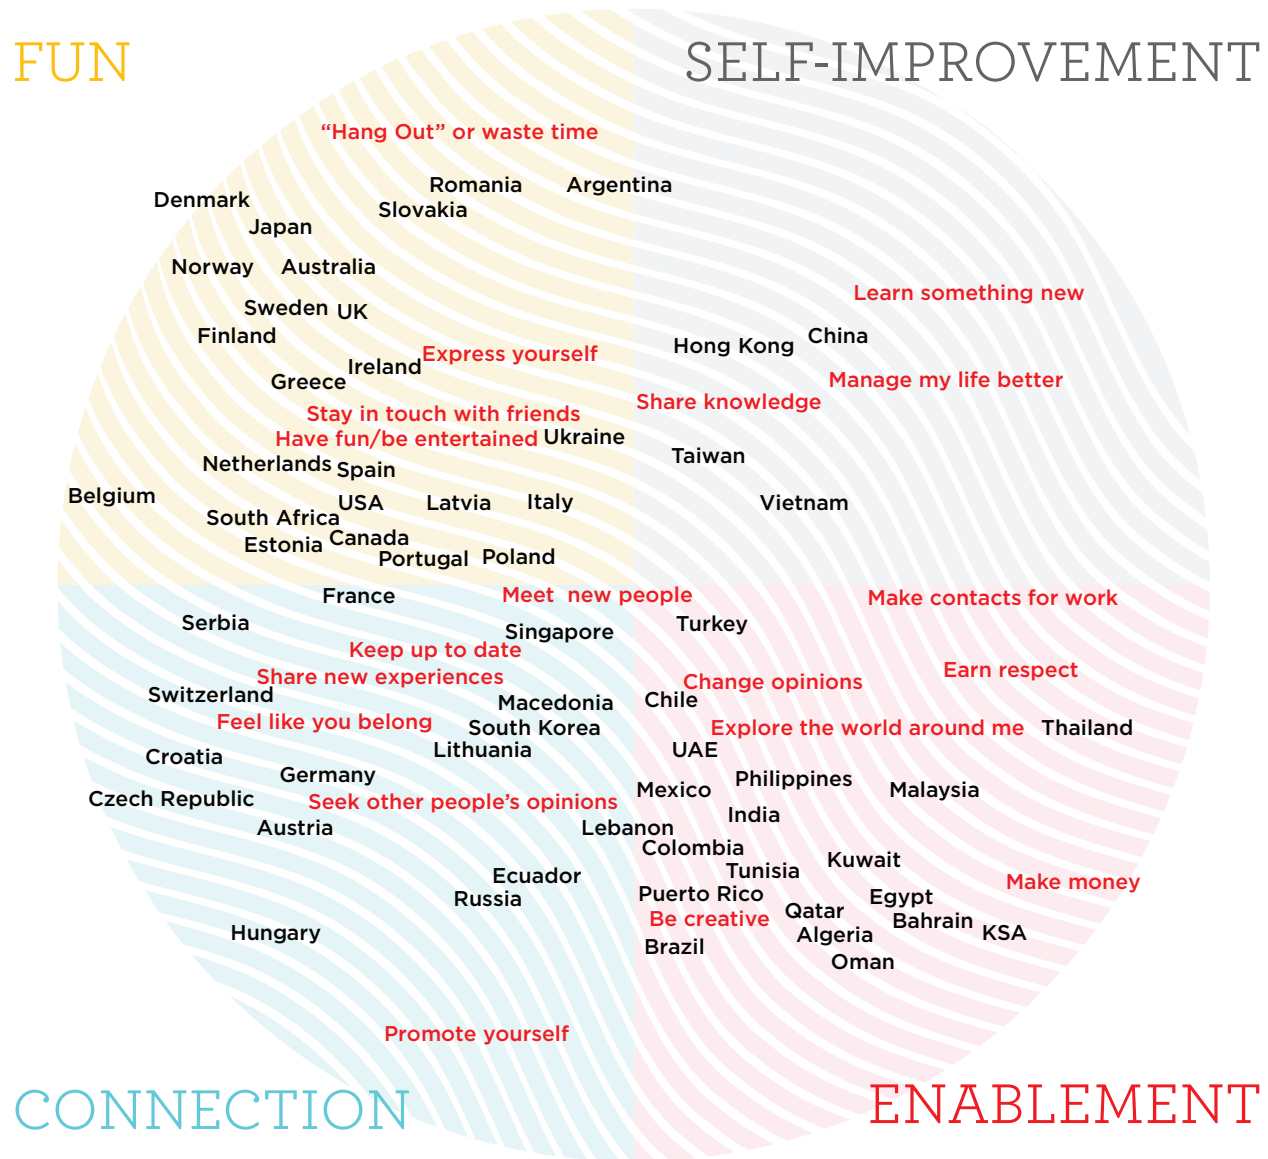 FUN
SELF-IMPROVEMENT
“Hang Out” or waste time
Romania
Argentina
Denmark
Slovakia
Japan
Norway
Australia
Learn something new
Sweden
UK
Finland
China
Hong Kong
Express yourself
Ireland
Greece
Manage my life better
Share knowledge
Stay in touch with friends
Have fun/be entertained
Ukraine
Taiwan
Netherlands
Spain
Belgium
USA
Latvia
Italy
Vietnam
South Africa
Canada
Estonia
Portugal
Poland
France
Meet new people
Make contacts for work
Serbia
Singapore
Turkey
Keep up to date
Share new experiences
Earn respect
Change opinions
Switzerland
Macedonia
Chile
Feel like you belong
South Korea
Explore the world around me
Thailand
Lithuania
UAE
Croatia
Germany
Philippines
Mexico
Malaysia
Czech Republic
Seek other people’s opinions
India
Austria
Lebanon
Colombia
Kuwait
Tunisia
Ecuador
Make money
Russia
Puerto Rico
Egypt
Be creative
Qatar
Bahrain
Hungary
Algeria
KSA
Brazil
Oman
Promote yourself
CONNECTION
ENABLEMENT